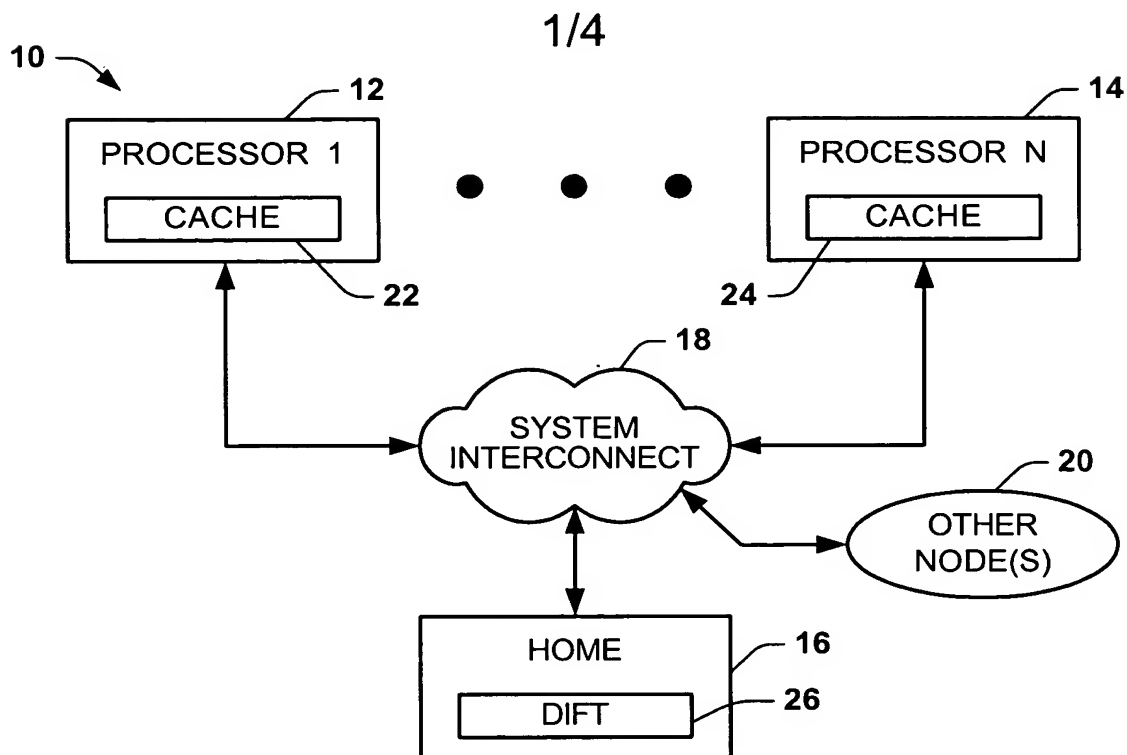 1/4
10
12
14
PROCESSOR 1
PROCESSOR N
CACHE
CACHE
22
24
18
SYSTEM
INTERCONNECT
20
OTHER
NODE(S)
HOME
16
DIFT
26